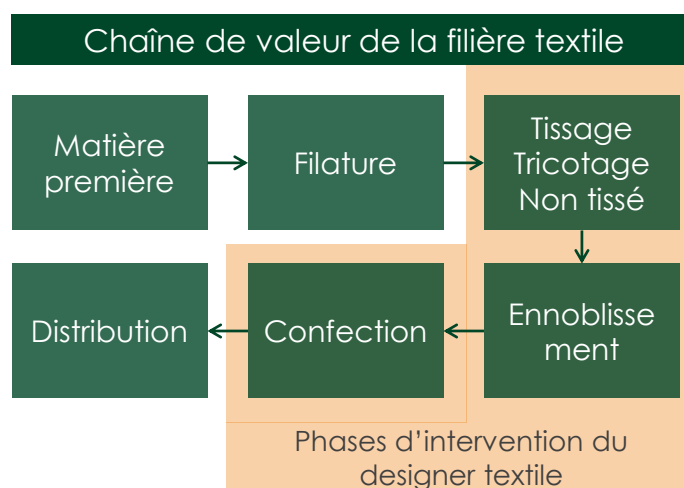 Chaîne de valeur de la filière textile
Matière
première
Filature
Tissage
Tricotage
Non tissé
Distribution
Confection
Ennoblisse
ment
Phases d’intervention du
designer textile